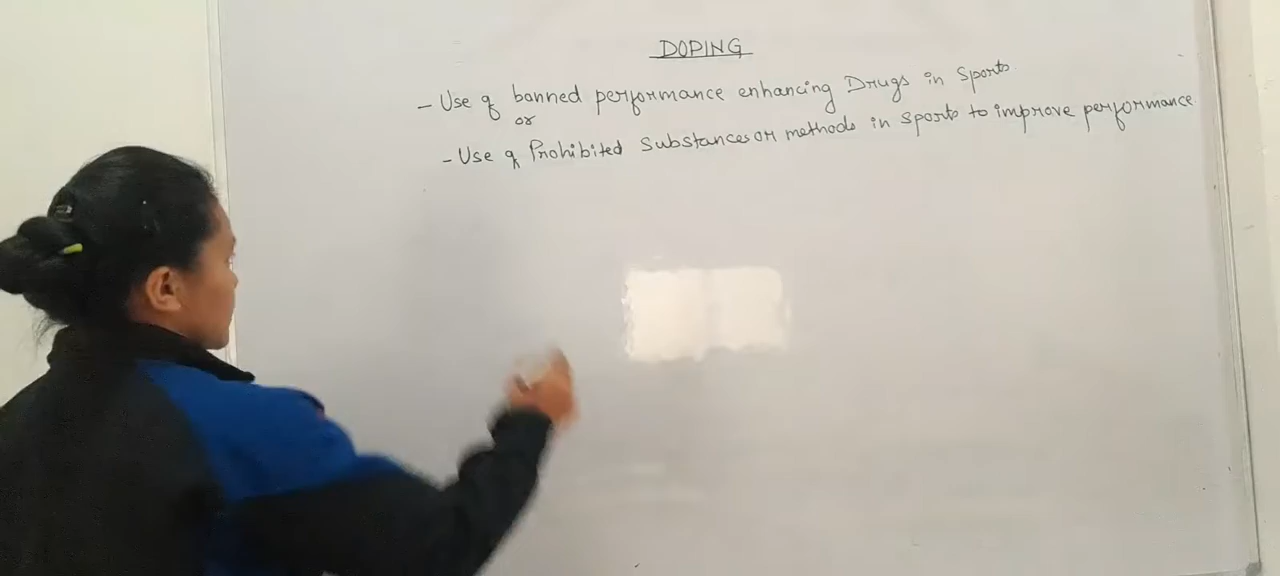 DOPING
- Use of banned performance enhancing Drugs in Sports
or
- Use of Prohibited Substances or methods in Sports to improve performance